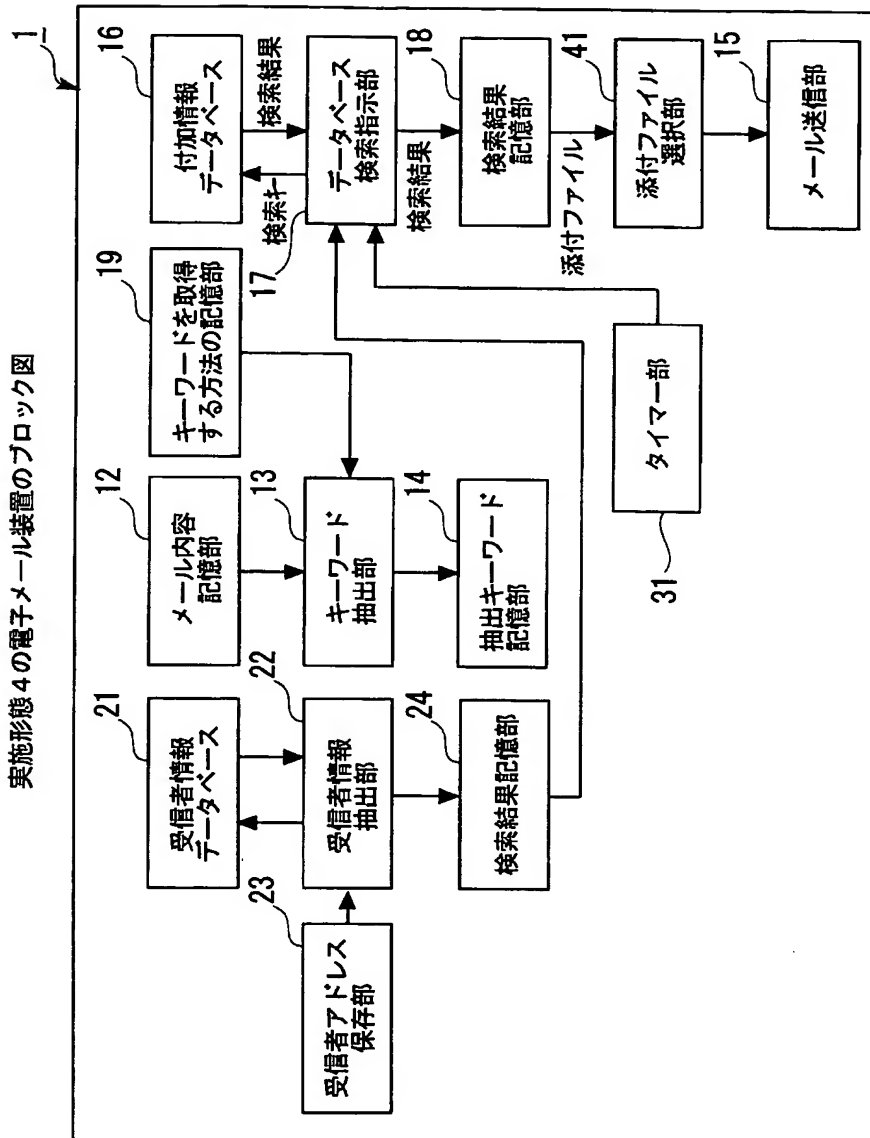 実施形態４の電子メール装置のブロック図
1
23
受信者アドレス
保存部
21
受信者情報
データベース
22
受信者情報
抽出部
24
検索結果記憶部
12
メール内容
記憶部
13
キーワード
抽出部
14
抽出キーワード
記憶部
19
キーワードを取得
する方法の記憶部
31
タイマー部
16
付加情報
データベース
検索キー
検索結果
17
データベース
検索指示部
検索結果
18
検索結果
記憶部
添付ファイル
41
添付ファイル
選択部
15
メール送信部